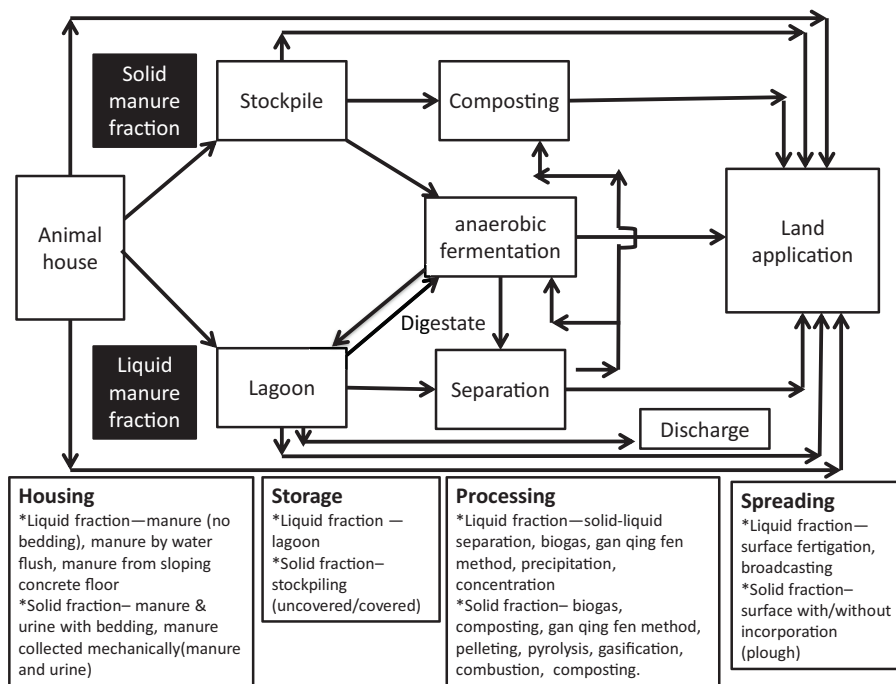 Solid
manure
fraction
Stockpile
Composting
Animal
house
anaerobic
fermentation
Land
application
Digestate
Liquid
manure
fraction
Lagoon
Separation
Discharge
Housing
*Liquid fraction—manure (no
bedding), manure by water
flush, manure from sloping
concrete floor
*Solid fraction– manure &
urine with bedding, manure
collected mechanically(manure
and urine)
Storage
*Liquid fraction —
lagoon
*Solid fraction–
stockpiling
(uncovered/covered)
Processing
*Liquid fraction—solid-liquid
separation, biogas, gan qing fen
method, precipitation,
concentration
*Solid fraction– biogas,
composting, gan qing fen method,
pelleting, pyrolysis, gasification,
combustion, composting.
Spreading
*Liquid fraction—
surface fertigation,
broadcasting
*Solid fraction–
surface with/without
incorporation
(plough)